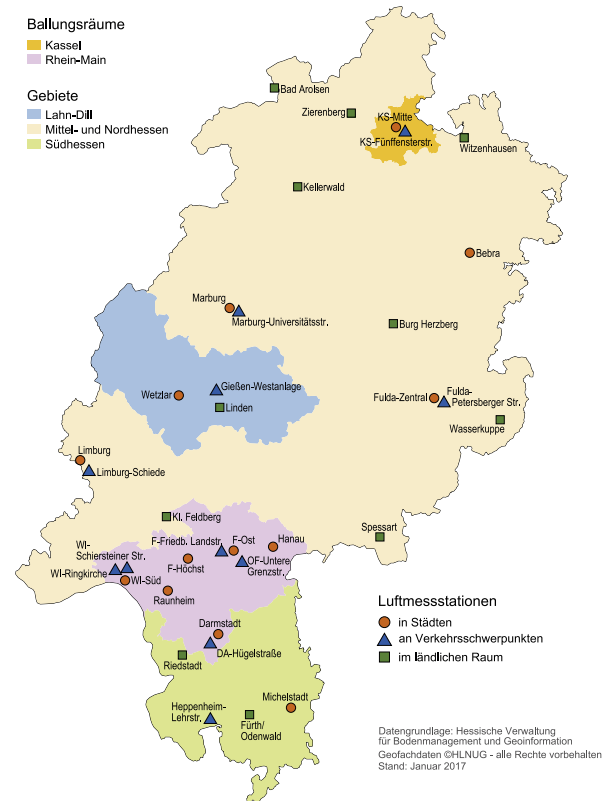 Ballungsräume
Kassel
Rhein-Main
Gebiete
Lahn-Dill
Mittel- und Nordhessen
Südhessen
Bad Arolsen
Zierenberg
KS-Mitte
KS-Fünffensterstr.
Witzenhausen
Kellerwald
Bebra
Marburg
Marburg-Universitätsstr.
Burg Herzberg
Gießen-Westanlage
Wetzlar
Linden
Fulda-Zentral
Fulda-
Petersberger Str.
Wasserkuppe
Limburg
Limburg-Schiede
Kl. Feldberg
Spessart
F-Friedb. Landstr.
F-Ost
Hanau
WI-
Schiersteiner Str.
F-Höchst
OF-Untere
Grenzstr.
WI-Ringkirche
WI-Süd
Raunheim
Darmstadt
DA-Hügelstraße
Riedstadt
Heppenheim-
Lehrstr.
Michelstadt
Fürth/
Odenwald
Luftmessstationen
in Städten
an Verkehrsschwerpunkten
im ländlichen Raum
Datengrundlage: Hessische Verwaltung
für Bodenmanagement und Geoinformation
Geofachdaten ©HLNUG - alle Rechte vorbehalten
Stand: Januar 2017